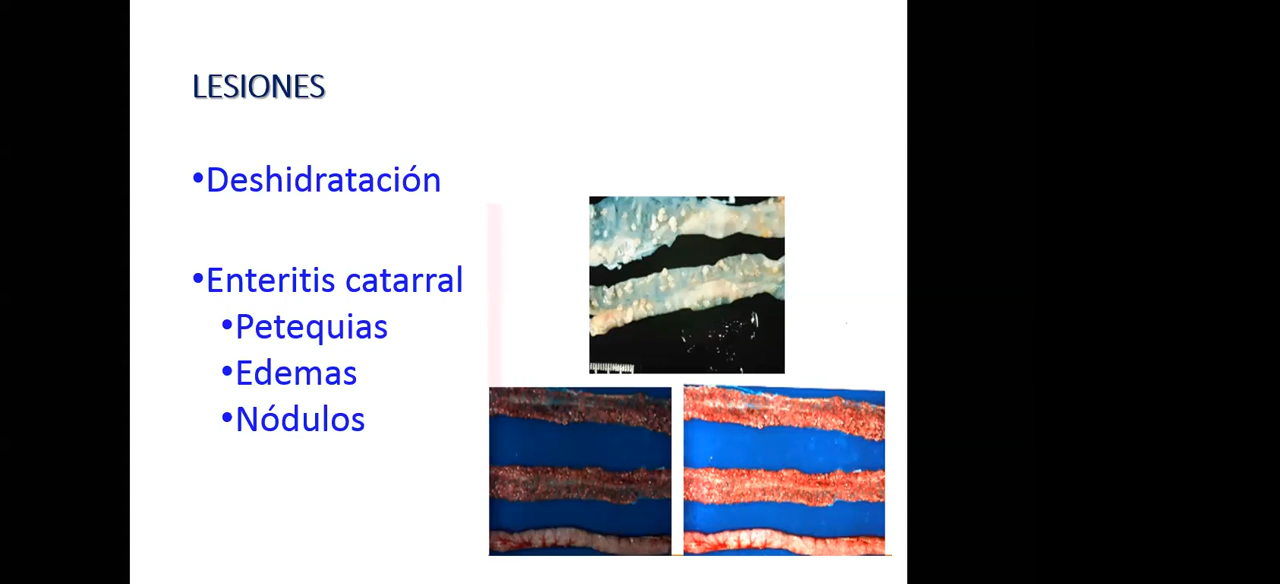 LESIONES
•Deshidratación
•Enteritis catarral
•Petequias
•Edemas
•Nódulos